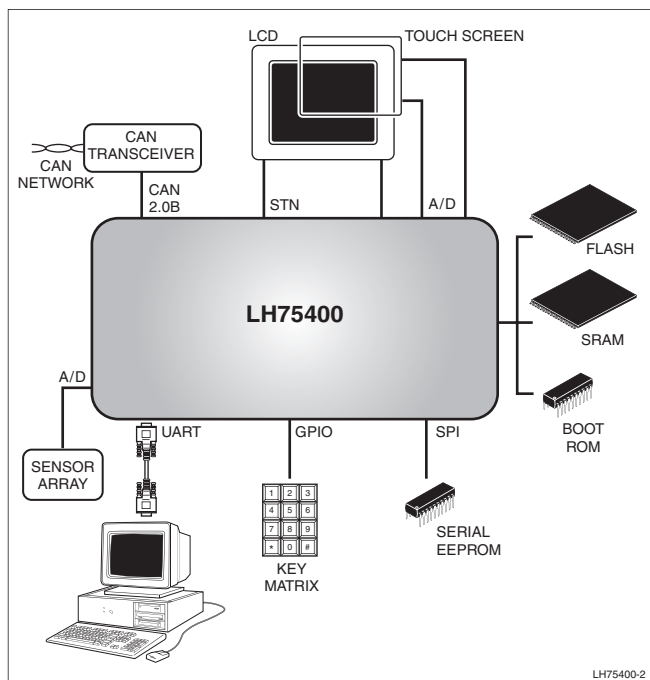 LCD
TOUCH SCREEN
CAN
TRANSCEIVER
CAN
NETWORK
CAN
2.0B
STN
A/D
FLASH
LH75400
SRAM
A/D
UART
GPIO
SPI
BOOT
ROM
SENSOR
ARRAY
1 2 3
4 5 6
7 8 9
* 0 #
KEY
MATRIX
SERIAL
EEPROM
LH75400-2